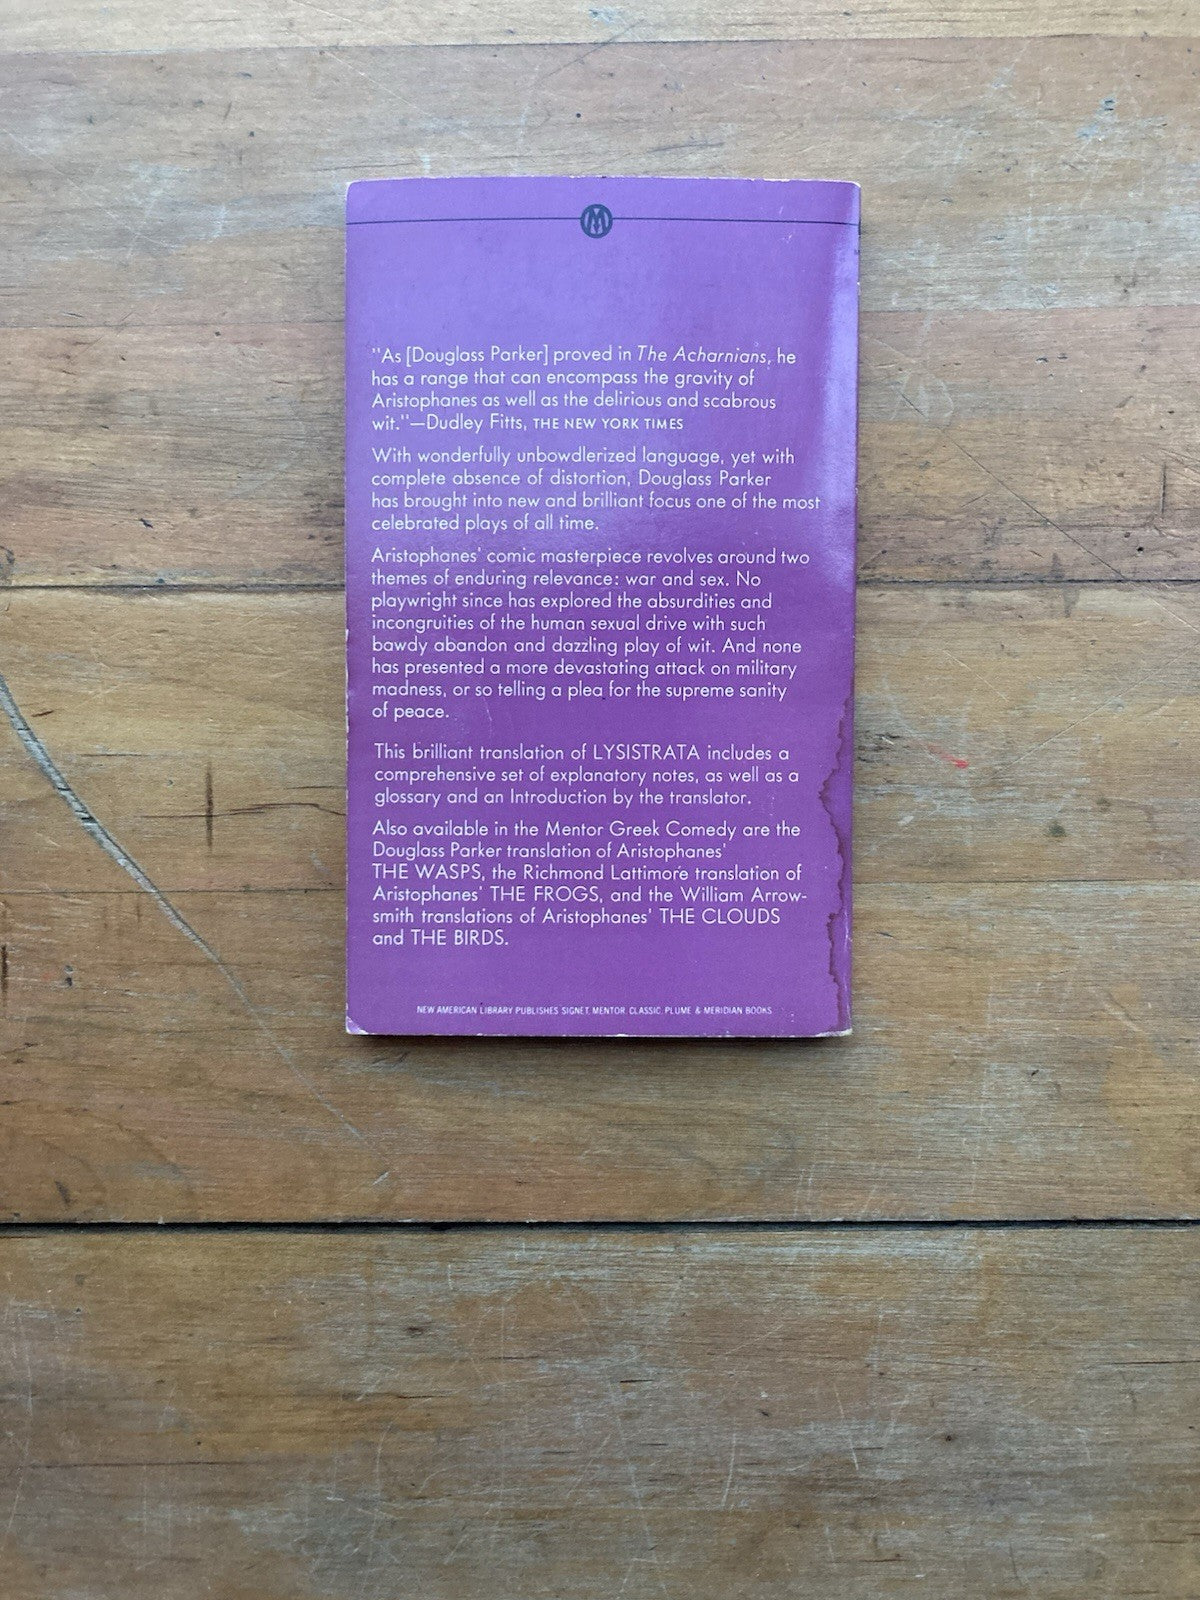 M
"As [Douglass Parker] proved in The Acharnians, he
has a range that can encompass the gravity of
Aristophanes as well as the delirious and scabrous
wit."—Dudley Fitts, THE NEW YORK TIMES
With wonderfully unbowdlerized language, yet with
complete absence of distortion, Douglass Parker
has brought into new and brilliant focus one of the most
celebrated plays of all time.
Aristophanes' comic masterpiece revolves around two
themes of enduring relevance: war and sex. No
playwright since has explored the absurdities and
incongruities of the human sexual drive with such
bawdy abandon and dazzling play of wit. And none
has presented a more devastating attack on military
madness, or so telling a plea for the supreme sanity
of peace.
This brilliant translation of LYSISTRATA includes a
comprehensive set of explanatory notes, as well as a
glossary and an Introduction by the translator.
Also available in the Mentor Greek Comedy are the
Douglass Parker translation of Aristophanes'
THE WASPS, the Richmond Lattimore translation of
Aristophanes' THE FROGS, and the William Arrow-
smith translations of Aristophanes' THE CLOUDS
and THE BIRDS.
NEW AMERICAN LIBRARY PUBLISHES SIGNET, MENTOR, CLASSIC, PLUME & MERIDIAN BOOKS